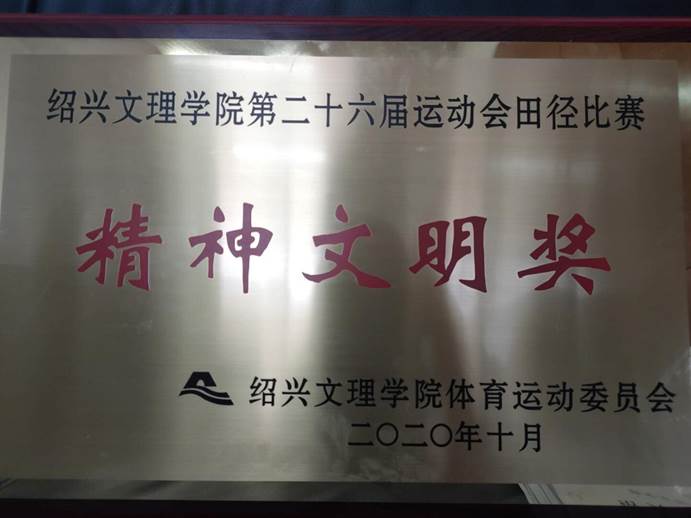 绍兴文理学院第二十六届运动会田径比赛
精神文明奖
绍兴文理学院体育运动委员会
二〇二〇年十月